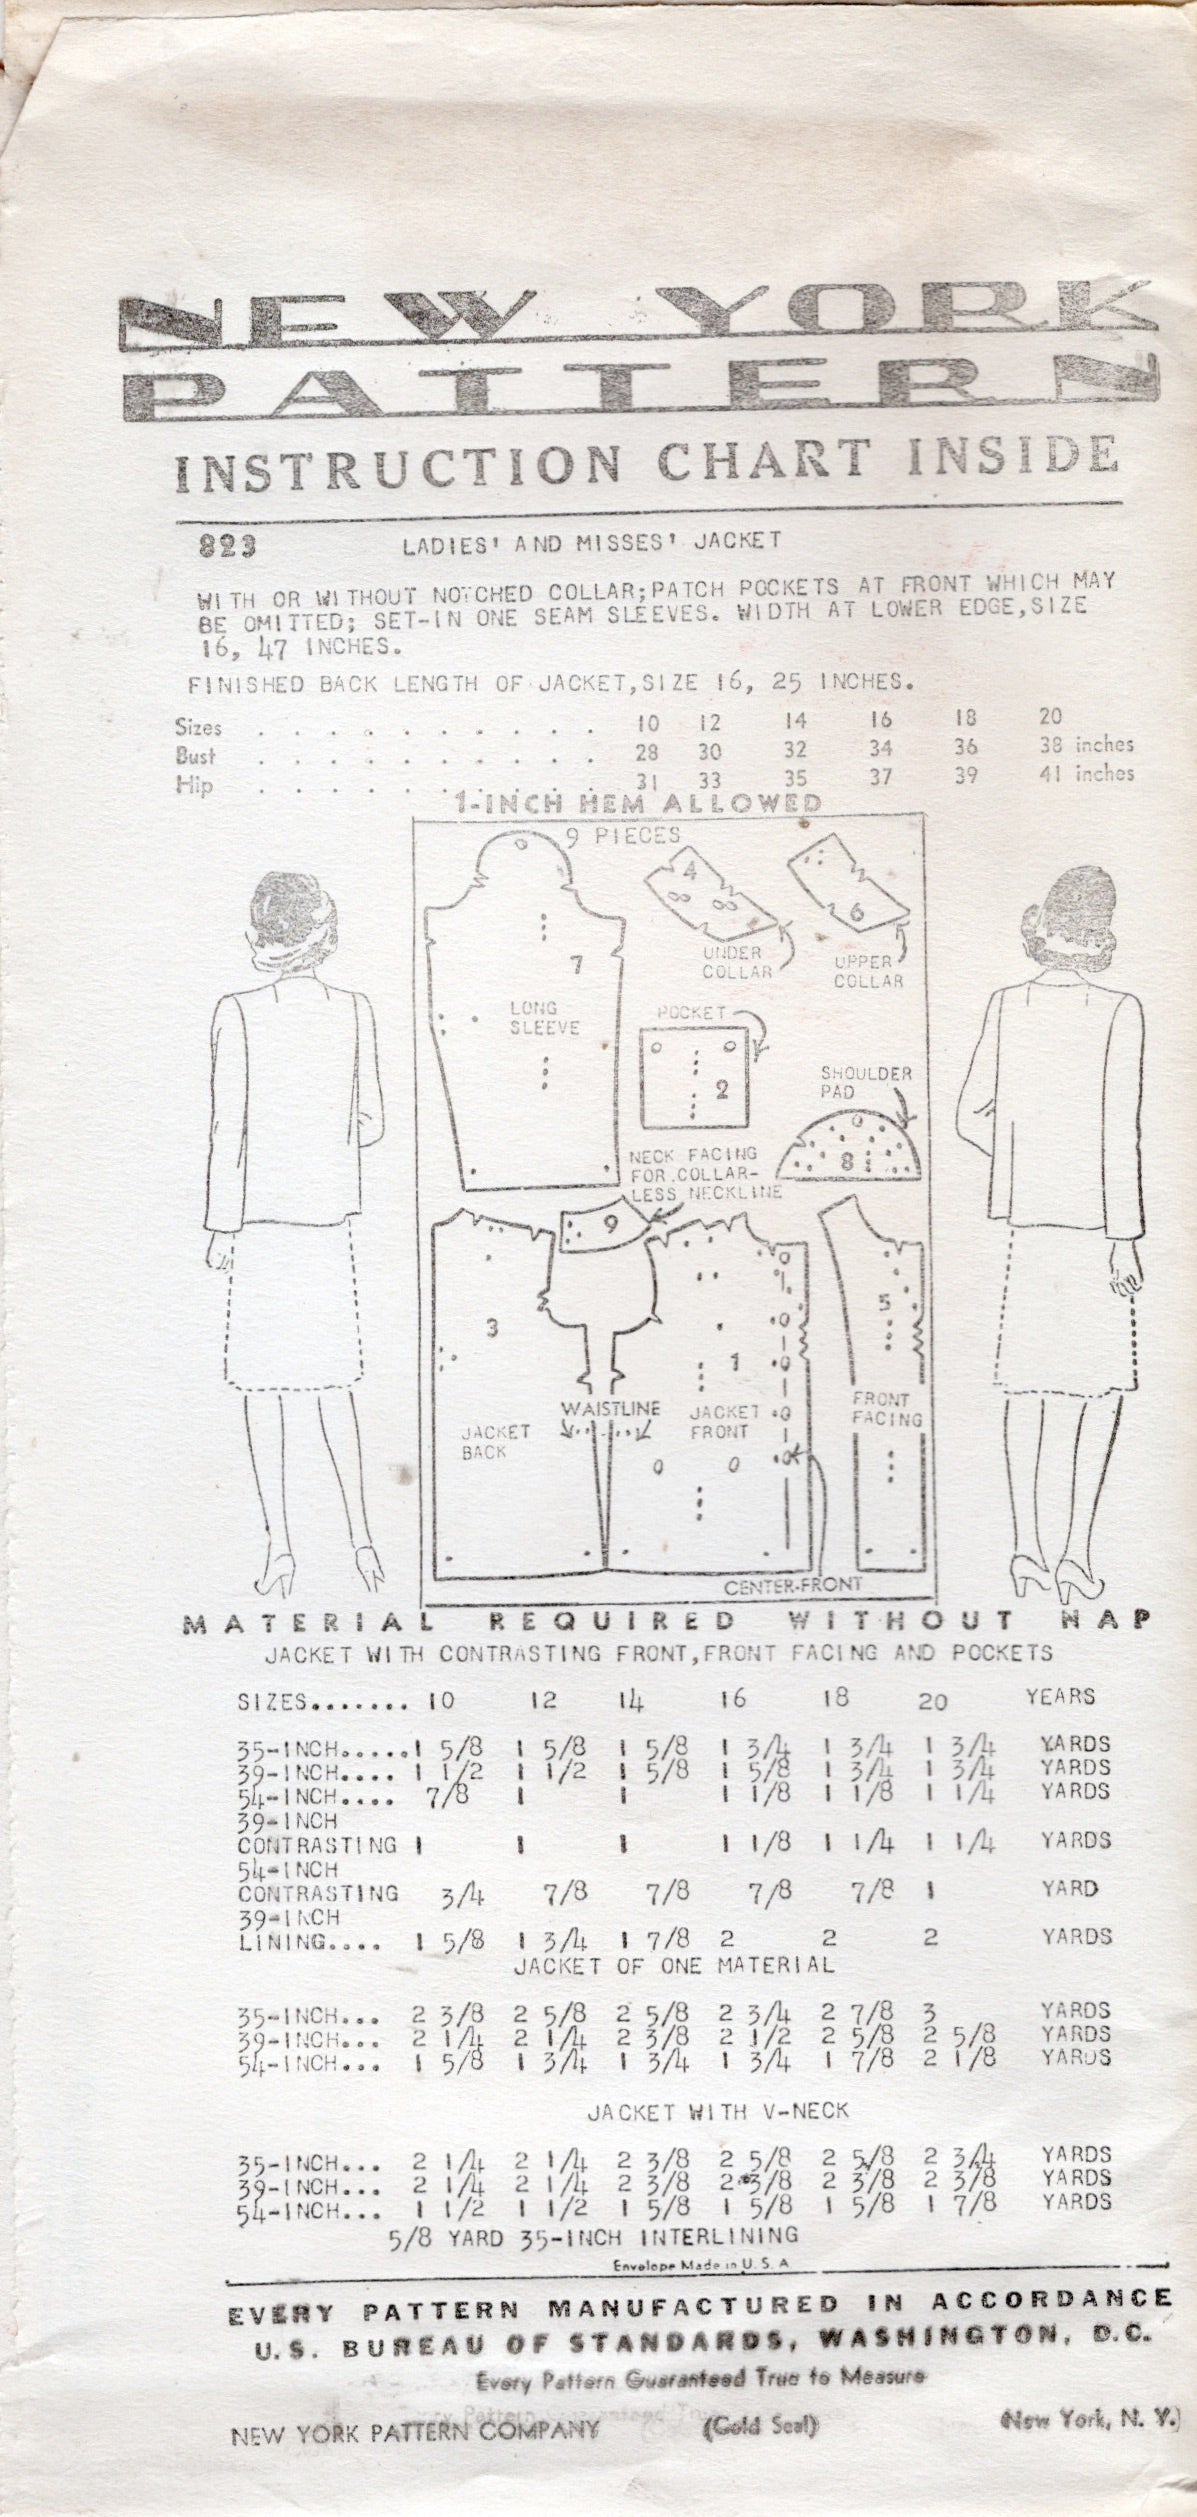 NEW YORK
PATTERN
INSTRUCTION CHART INSIDE
823 LADIES' AND MISSES' JACKET
WITH OR WITHOUT NOTCHED COLLAR;PATCH POCKETS AT FRONT WHICH MAY
BE OMITTED; SET-IN ONE SEAM SLEEVES. WIDTH AT LOWER EDGE,SIZE
16, 47 INCHES.
FINISHED BACK LENGTH OF JACKET,SIZE 16, 25 INCHES.
Sizes . . . . . . . . . . 10 12 14 16 18 20
Bust . . . . . . . . . . 28 30 32 34 36 38 inches
Hip . . . . . . . . . . 31 33 35 37 39 41 inches
1-INCH HEM ALLOWED
9 PIECES
4
6
7
UNDER
COLLAR
UPPER
COLLAR
LONG
SLEEVE
POCKET
2
SHOULDER
PAD
8
NECK FACING
FOR COLLAR-
LESS NECKLINE
9
3
1
5
WAISTLINE
JACKET
BACK
JACKET
FRONT
FRONT
FACING
CENTER-FRONT
MATERIAL REQUIRED WITHOUT NAP
JACKET WITH CONTRASTING FRONT,FRONT FACING AND POCKETS
SIZES....... 10 12 14 16 18 20 YEARS
35-INCH.....1 5/8 1 5/8 1 5/8 1 3/4 1 3/4 1 3/4 YARDS
39-INCH.... 1 1/2 1 1/2 1 5/8 1 5/8 1 3/4 1 3/4 YARDS
54-INCH.... 7/8 1 1 1 1/8 1 1/8 1 1/4 YARDS
39-INCH
CONTRASTING 1 1 1 1 1/8 1 1/4 1 1/4 YARDS
54-INCH
CONTRASTING 3/4 7/8 7/8 7/8 7/8 1 YARD
39-INCH
LINING.... 1 5/8 1 3/4 1 7/8 2 2 2 YARDS
JACKET OF ONE MATERIAL
35-INCH... 2 3/8 2 5/8 2 5/8 2 3/4 2 7/8 3 YARDS
39-INCH... 2 1/4 2 1/4 2 3/8 2 1/2 2 5/8 2 5/8 YARDS
54-INCH... 1 5/8 1 3/4 1 3/4 1 3/4 1 7/8 2 1/8 YARDS
JACKET WITH V-NECK
35-INCH... 2 1/4 2 1/4 2 3/8 2 5/8 2 5/8 2 3/4 YARDS
39-INCH... 2 1/4 2 1/4 2 3/8 2 3/8 2 3/8 2 3/8 YARDS
54-INCH... 1 1/2 1 1/2 1 5/8 1 5/8 1 5/8 1 7/8 YARDS
5/8 YARD 35-INCH INTERLINING
Envelope Made in U. S. A
EVERY PATTERN MANUFACTURED IN ACCORDANCE
U.S. BUREAU OF STANDARDS, WASHINGTON, D.C.
Every Pattern Guaranteed True to Measure
NEW YORK PATTERN COMPANY (Gold Seal) (New York, N. Y.)